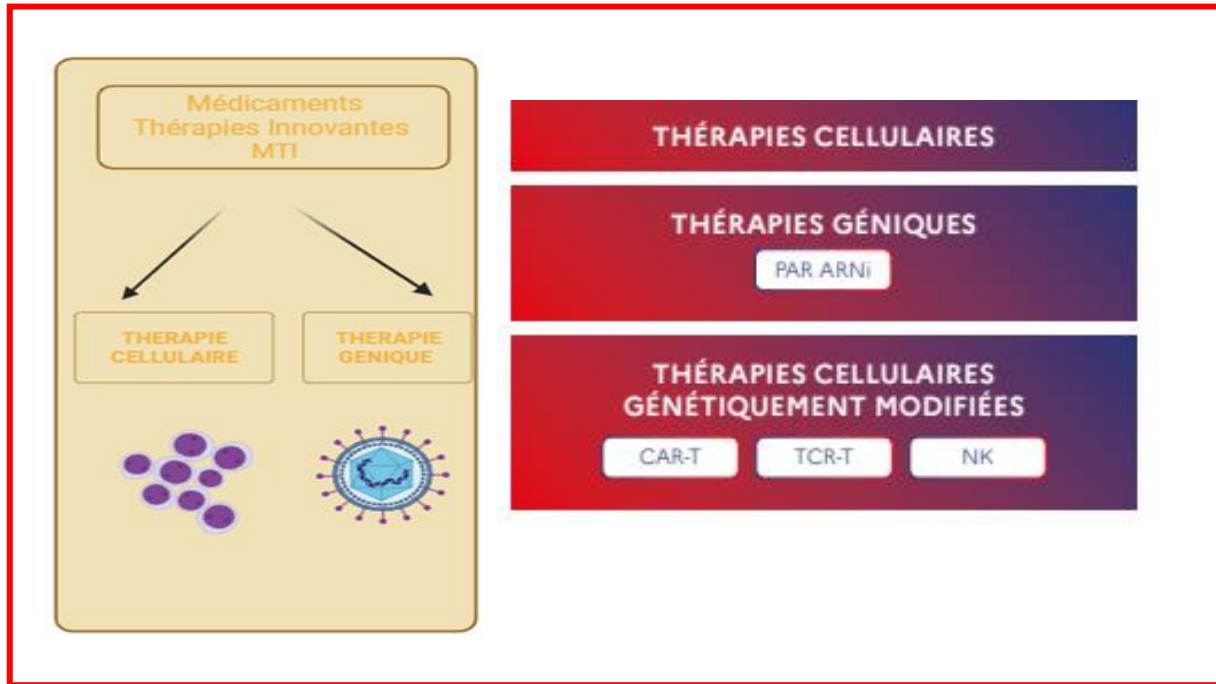 Médicaments
Thérapies Innovantes
MTI
THERAPIE
CELLULAIRE
THERAPIE
GENIQUE
THÉRAPIES CELLULAIRES
THÉRAPIES GÉNIQUES
PAR ARNi
THÉRAPIES CELLULAIRES
GÉNÉTIQUEMENT MODIFIÉES
CAR-T
TCR-T
NK